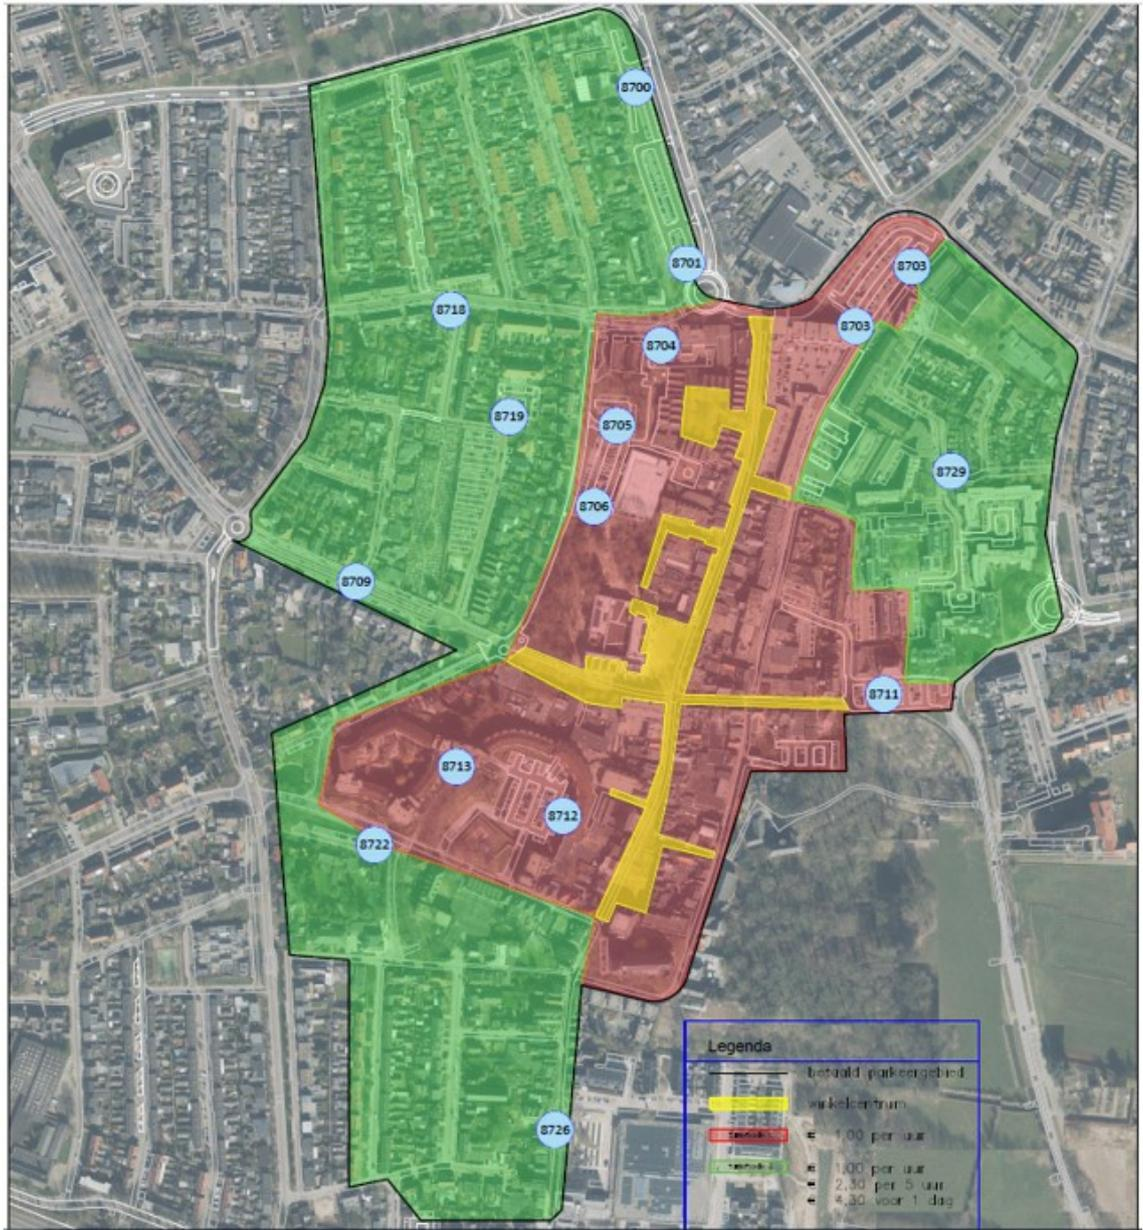 8700
8701
8703
8718
8703
8704
8719
8705
8729
8706
8709
8711
8713
8712
8722
8726
Legenda
betaald parkeergebied
winkelcentrum
€ 1,00 per uur
€ 1,00 per uur
€ 2,30 per 5 uur
€ 4,30 voor 1 dag